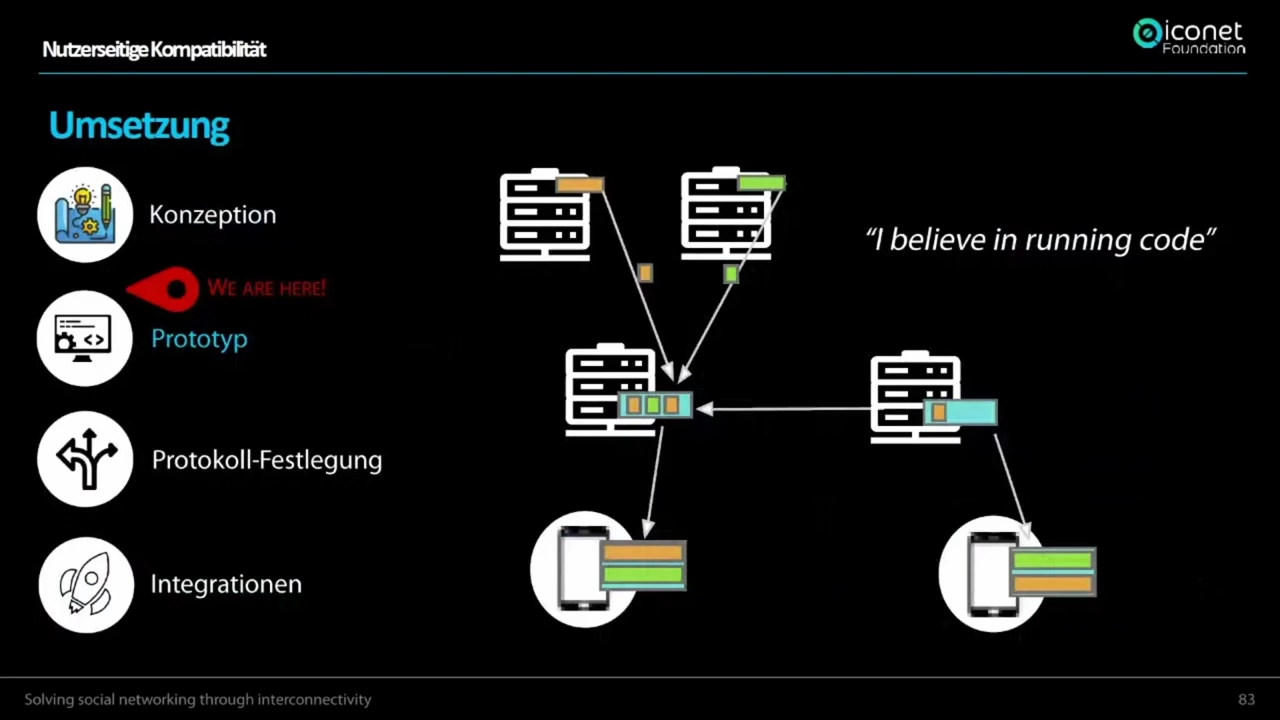 Nutzerseitige Kompatibilität
iconet
Foundation
Umsetzung
Konzeption
WE ARE HERE!
Prototyp
Protokoll-Festlegung
Integrationen
“I believe in running code”
Solving social networking through interconnectivity
83